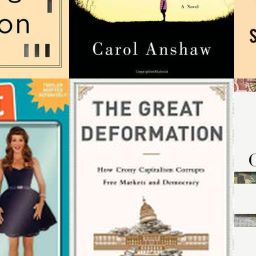 on
A Novel
Carol Anshaw
THE GREAT
DEFORMATION
How Crony Capitalism Corrupts
Free Markets and Democracy